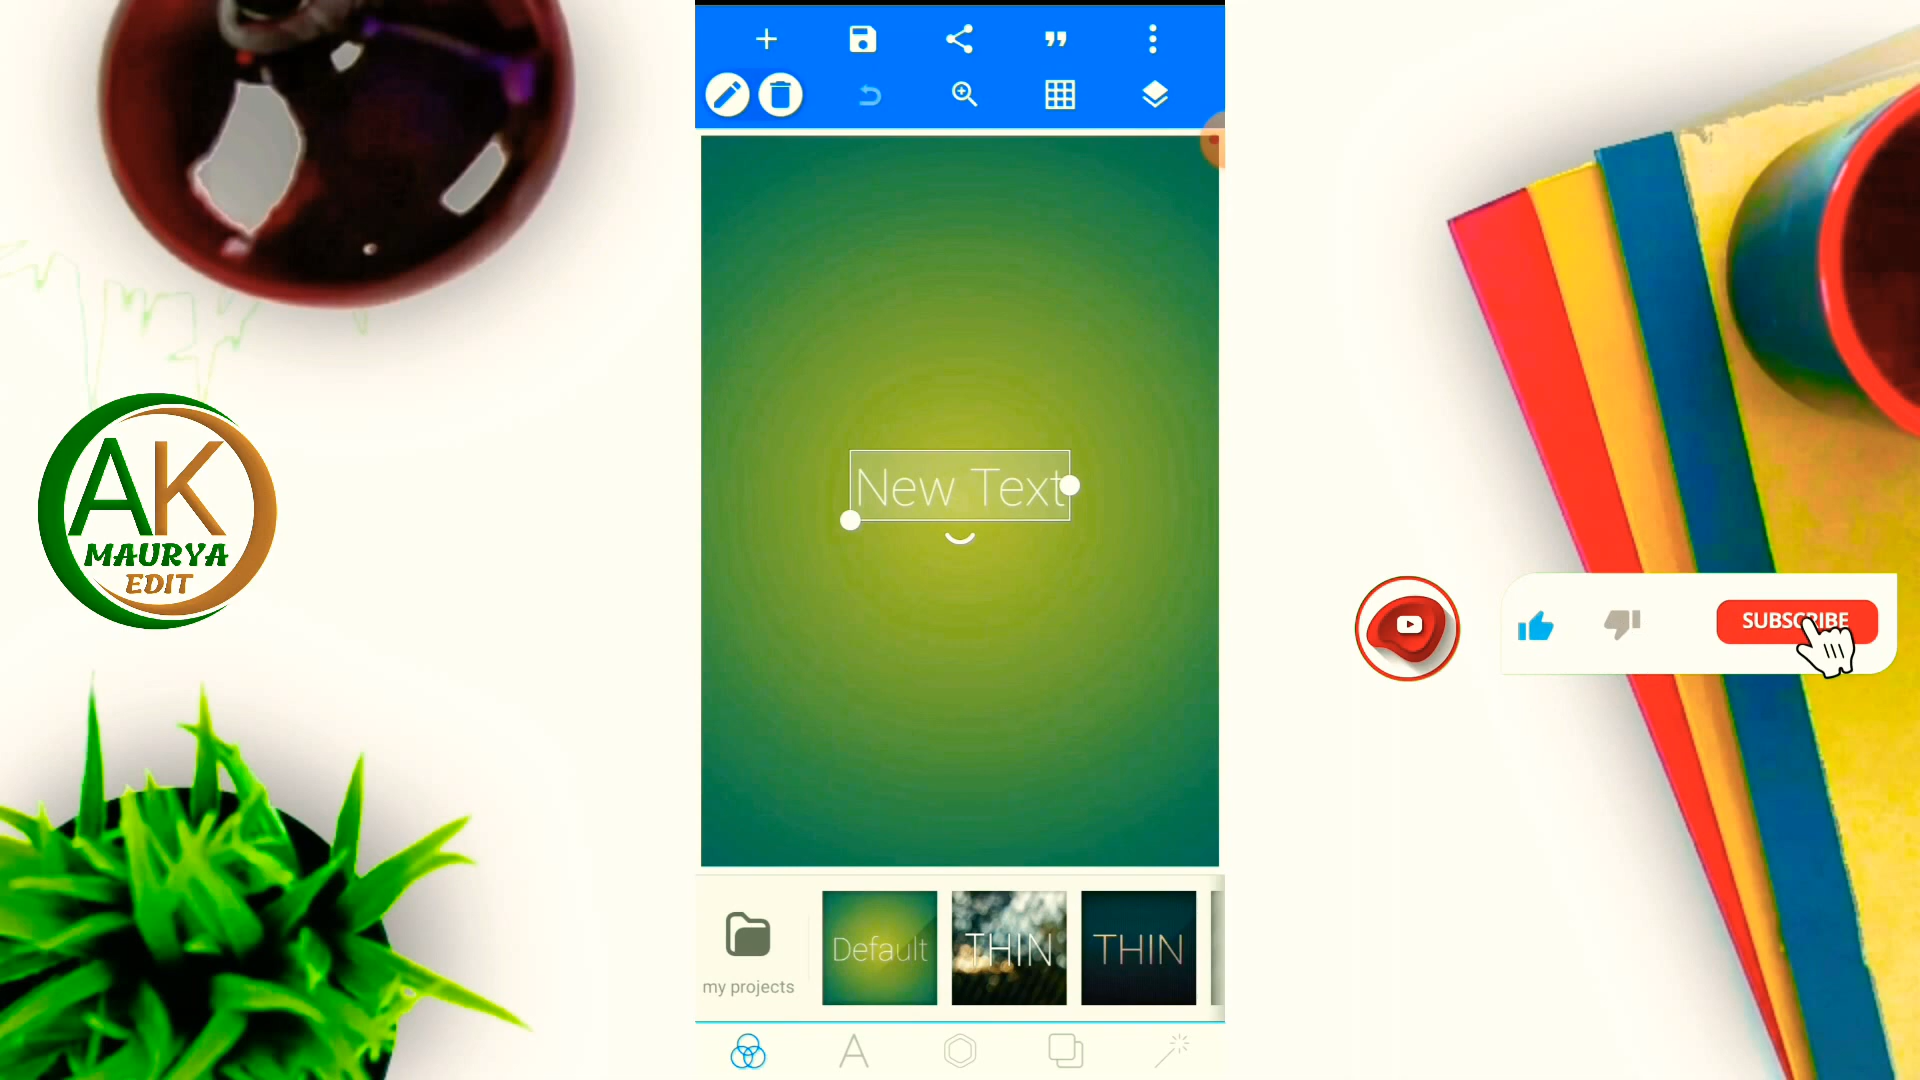 AK
MAURYA
EDIT
New Text
SUBSCRIBE
my projects
Default
THIN
THIN